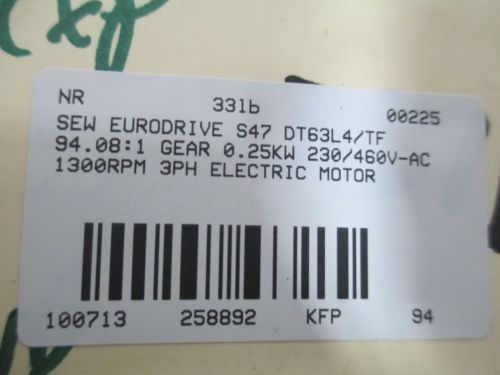 NR 33lb 00225
SEW EURODRIVE S47 DT63L4/TF
94.08:1 GEAR 0.25KW 230/460V-AC
1300RPM 3PH ELECTRIC MOTOR
100713 258892 KFP 94